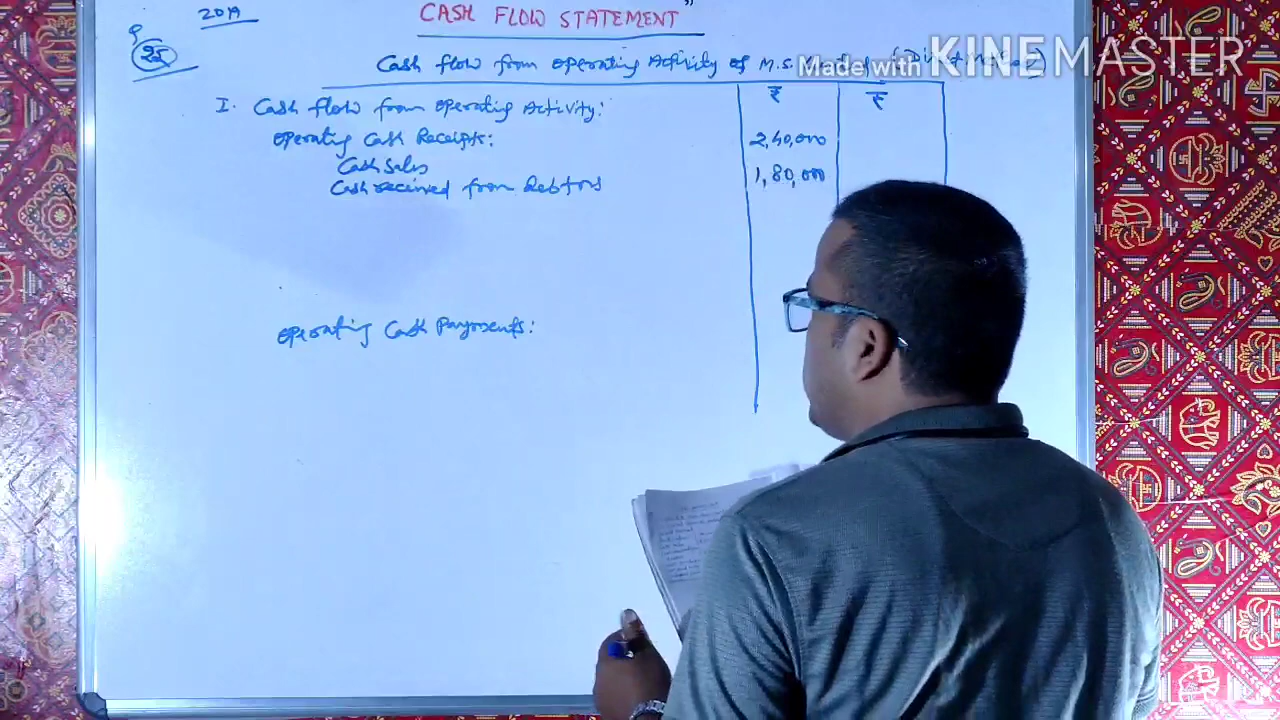 2019
CASH FLOW STATEMENT"
Q
25
Cash flow from operating Activity of M.S.
Made with KINEMASTER
₹ ₹
I. Cash flow from operating Activity:
Operating Cash Receipts: 2,40,000
Cash Sales
Cash received from Debtors 1,80,000
Operating Cash Payments: